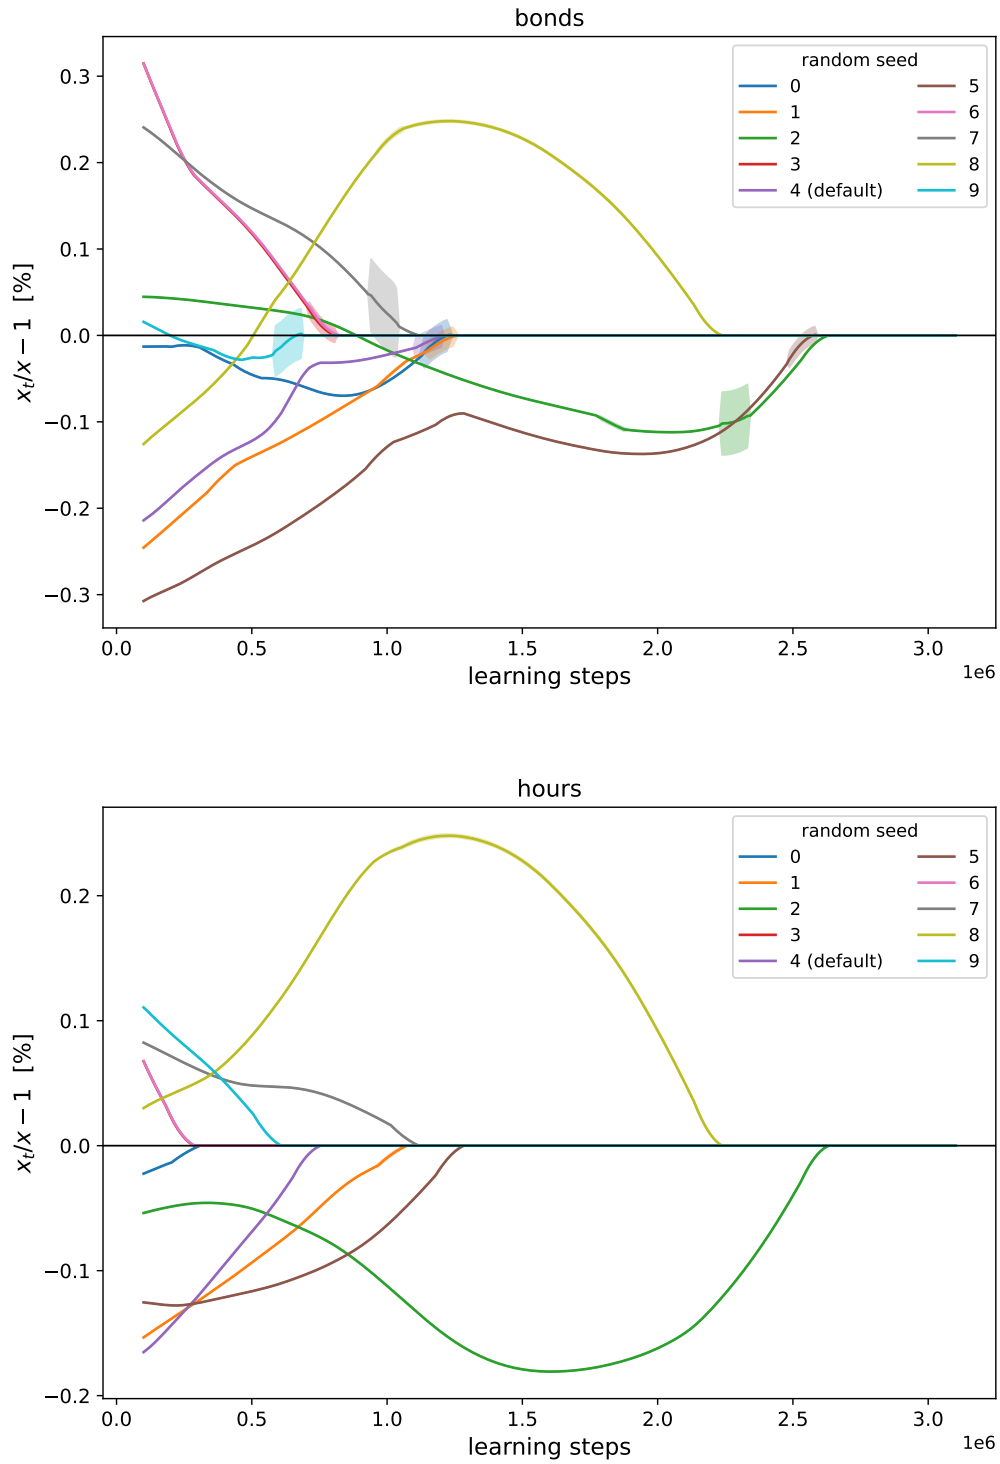 bonds
random seed
0 5
1 6
2 7
3 8
4 (default) 9
0.3
0.2
0.1
0.0
−0.1
−0.2
−0.3
x_t/x − 1 [%]
0.0 0.5 1.0 1.5 2.0 2.5 3.0
1e6
learning steps
hours
random seed
0 5
1 6
2 7
3 8
4 (default) 9
0.2
0.1
0.0
−0.1
−0.2
x_t/x − 1 [%]
0.0 0.5 1.0 1.5 2.0 2.5 3.0
1e6
learning steps